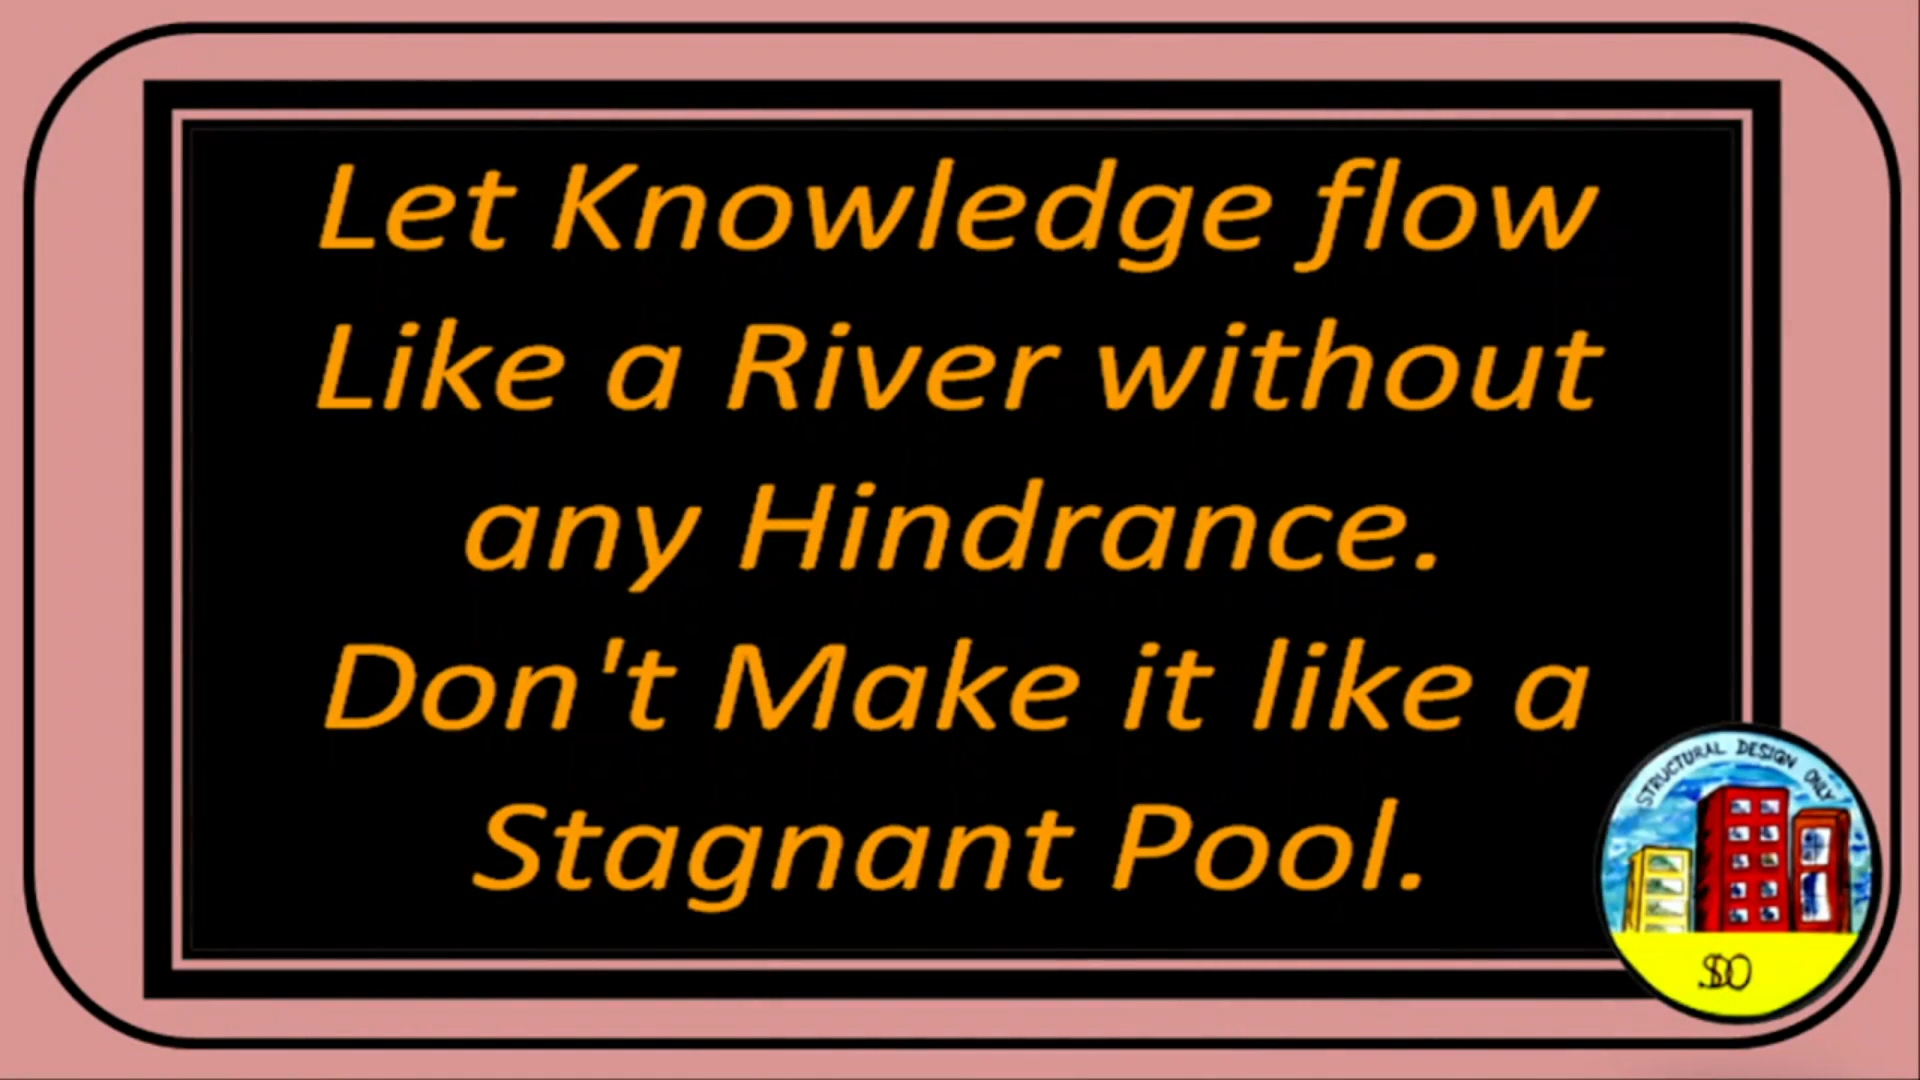 Let Knowledge flow
Like a River without
any Hindrance.
Don't Make it like a
Stagnant Pool.
STRUCTURAL DESIGN ONLY
SDO